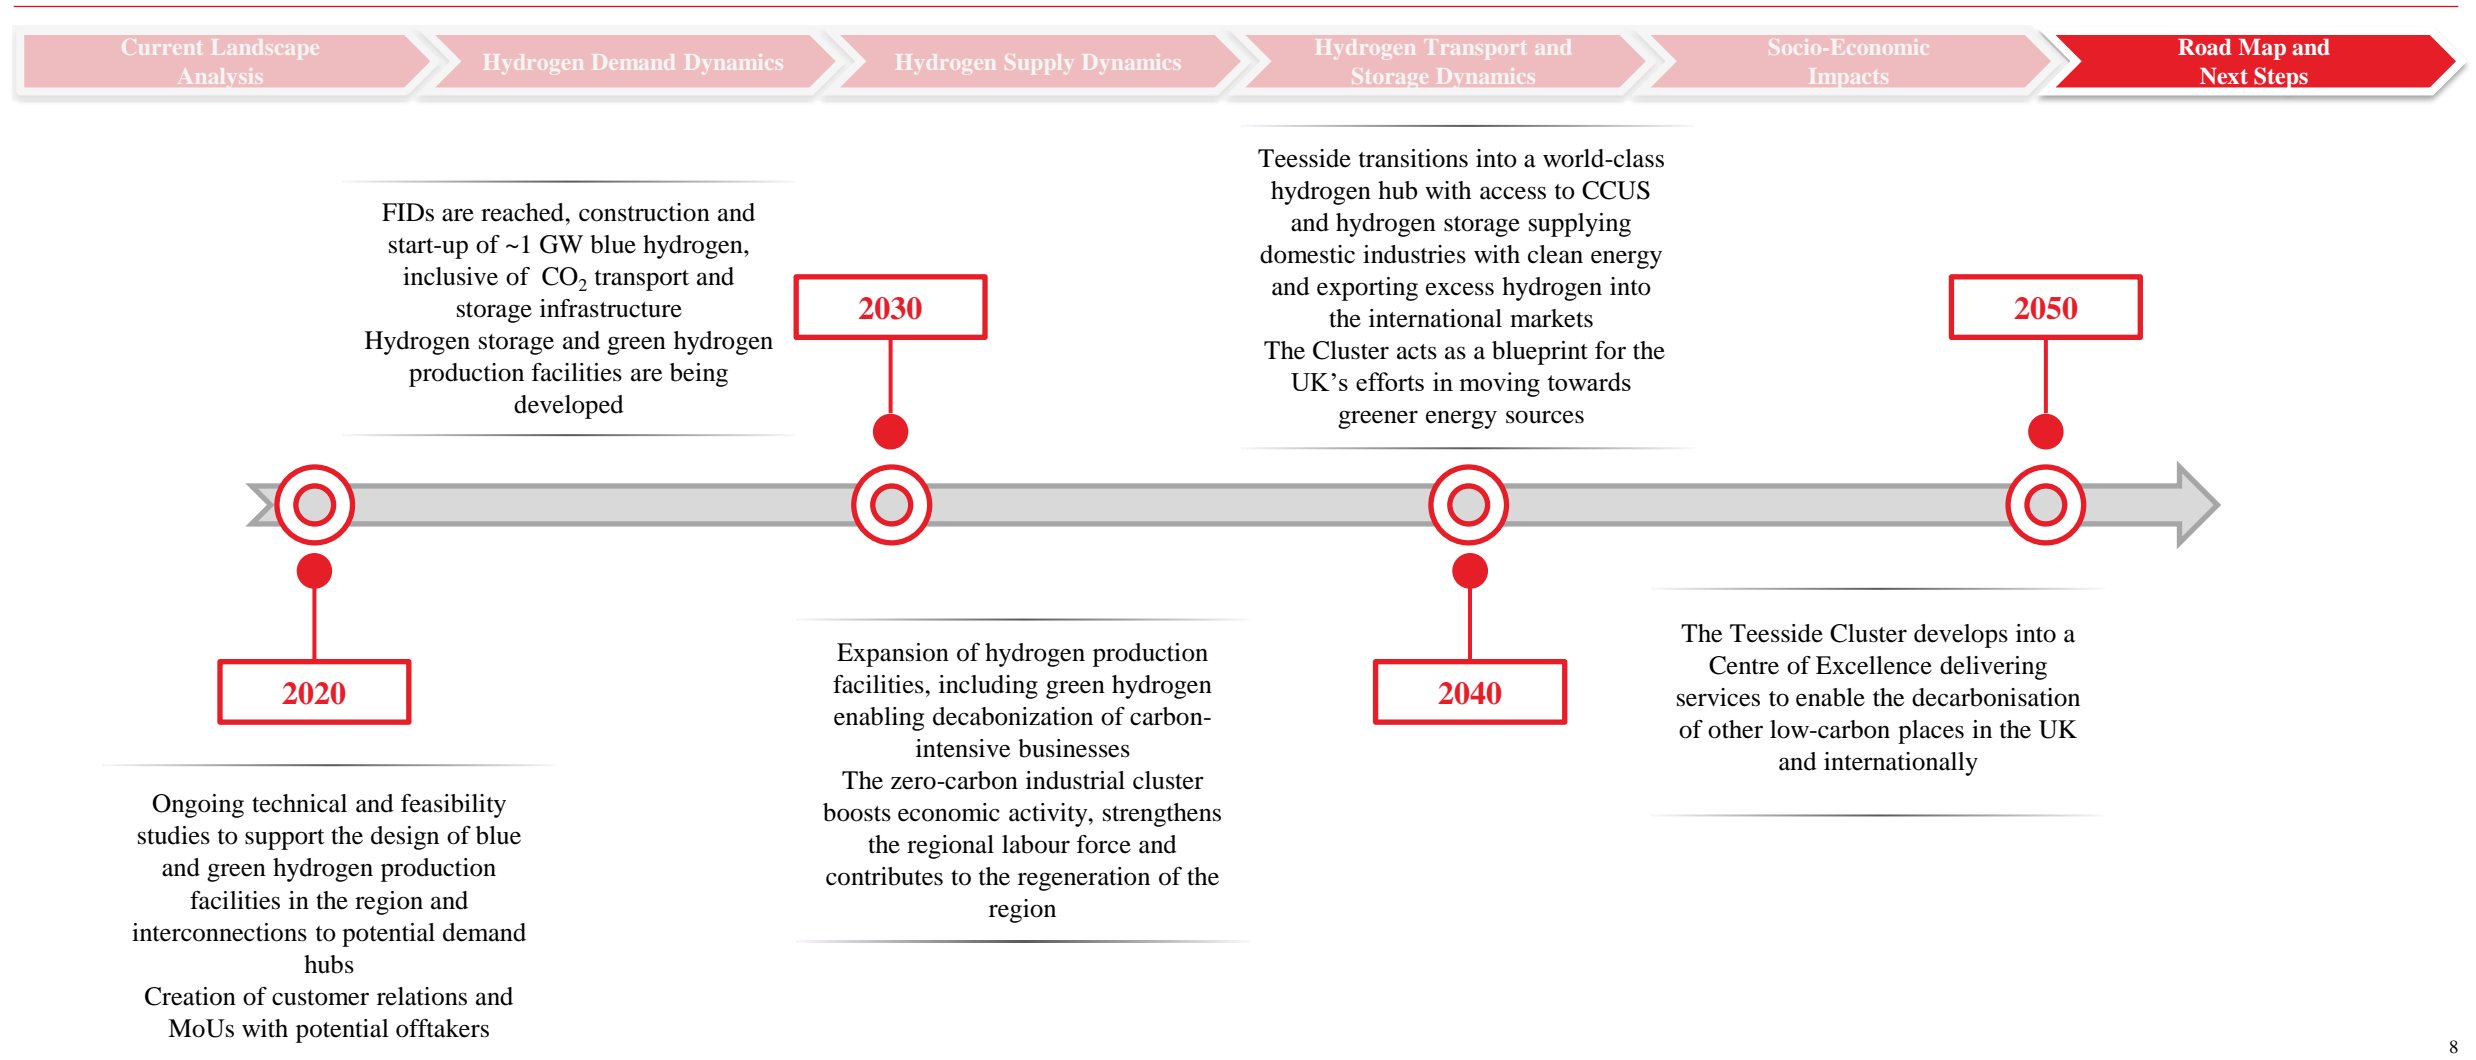 Current Landscape
Analysis
Hydrogen Demand Dynamics
Hydrogen Supply Dynamics
Hydrogen Transport and
Storage Dynamics
Socio-Economic
Impacts
Road Map and
Next Steps
FIDs are reached, construction and
start-up of ~1 GW blue hydrogen,
inclusive of CO₂ transport and
storage infrastructure
Hydrogen storage and green hydrogen
production facilities are being
developed
2030
Teesside transitions into a world-class
hydrogen hub with access to CCUS
and hydrogen storage supplying
domestic industries with clean energy
and exporting excess hydrogen into
the international markets
The Cluster acts as a blueprint for the
UK’s efforts in moving towards
greener energy sources
2050
2020
Ongoing technical and feasibility
studies to support the design of blue
and green hydrogen production
facilities in the region and
interconnections to potential demand
hubs
Creation of customer relations and
MoUs with potential offtakers
Expansion of hydrogen production
facilities, including green hydrogen
enabling decabonization of carbon-
intensive businesses
The zero-carbon industrial cluster
boosts economic activity, strengthens
the regional labour force and
contributes to the regeneration of the
region
2040
The Teesside Cluster develops into a
Centre of Excellence delivering
services to enable the decarbonisation
of other low-carbon places in the UK
and internationally
8